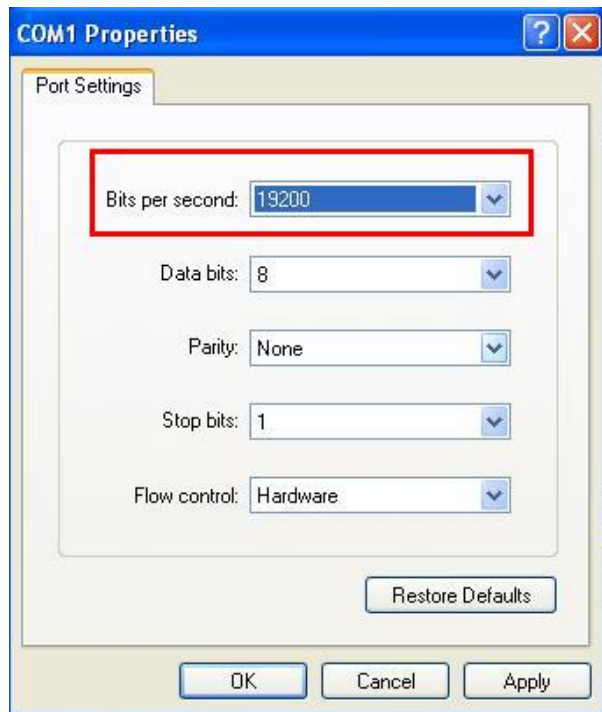 COM1 Properties
Port Settings
Bits per second: 19200
Data bits: 8
Parity: None
Stop bits: 1
Flow control: Hardware
Restore Defaults
OK Cancel Apply